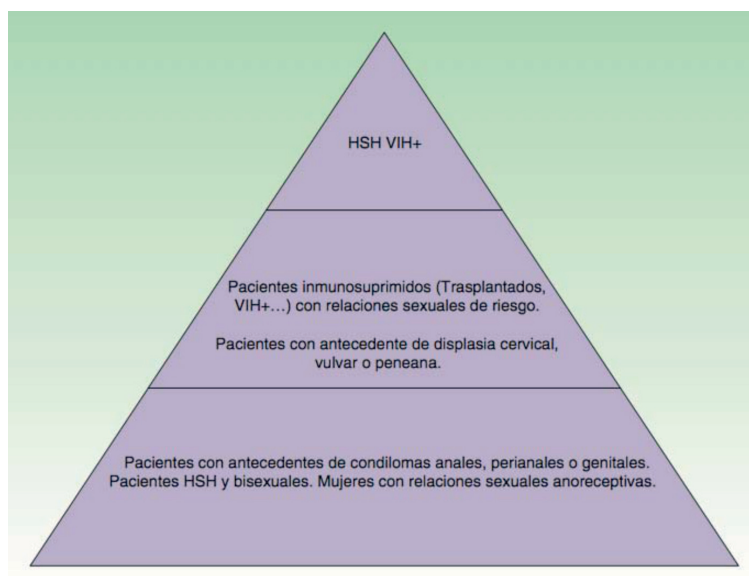 HSH VIH+
Pacientes inmunosuprimidos (Trasplantados,
VIH+...) con relaciones sexuales de riesgo.
Pacientes con antecedente de displasia cervical,
vulvar o peneana.
Pacientes con antecedentes de condilomas anales, perianales o genitales.
Pacientes HSH y bisexuales. Mujeres con relaciones sexuales anoreceptivas.